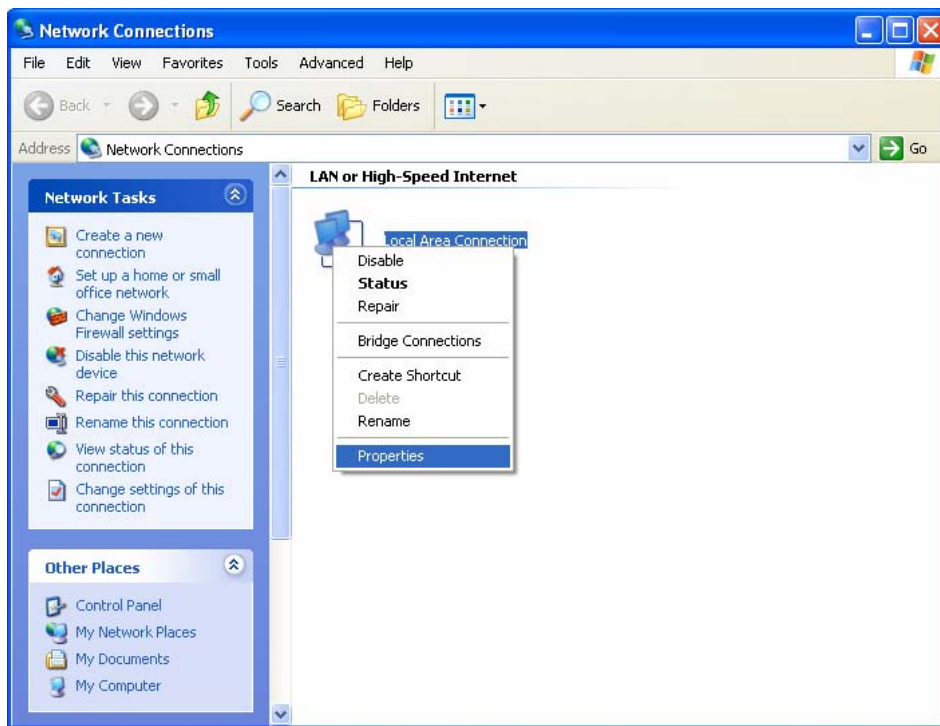 Network Connections
File Edit View Favorites Tools Advanced Help
Back Search Folders
Address Network Connections Go
Network Tasks
Create a new
connection
Set up a home or small
office network
Change Windows
Firewall settings
Disable this network
device
Repair this connection
Rename this connection
View status of this
connection
Change settings of this
connection
Other Places
Control Panel
My Network Places
My Documents
My Computer
LAN or High-Speed Internet
Local Area Connection
Disable
Status
Repair
Bridge Connections
Create Shortcut
Delete
Rename
Properties